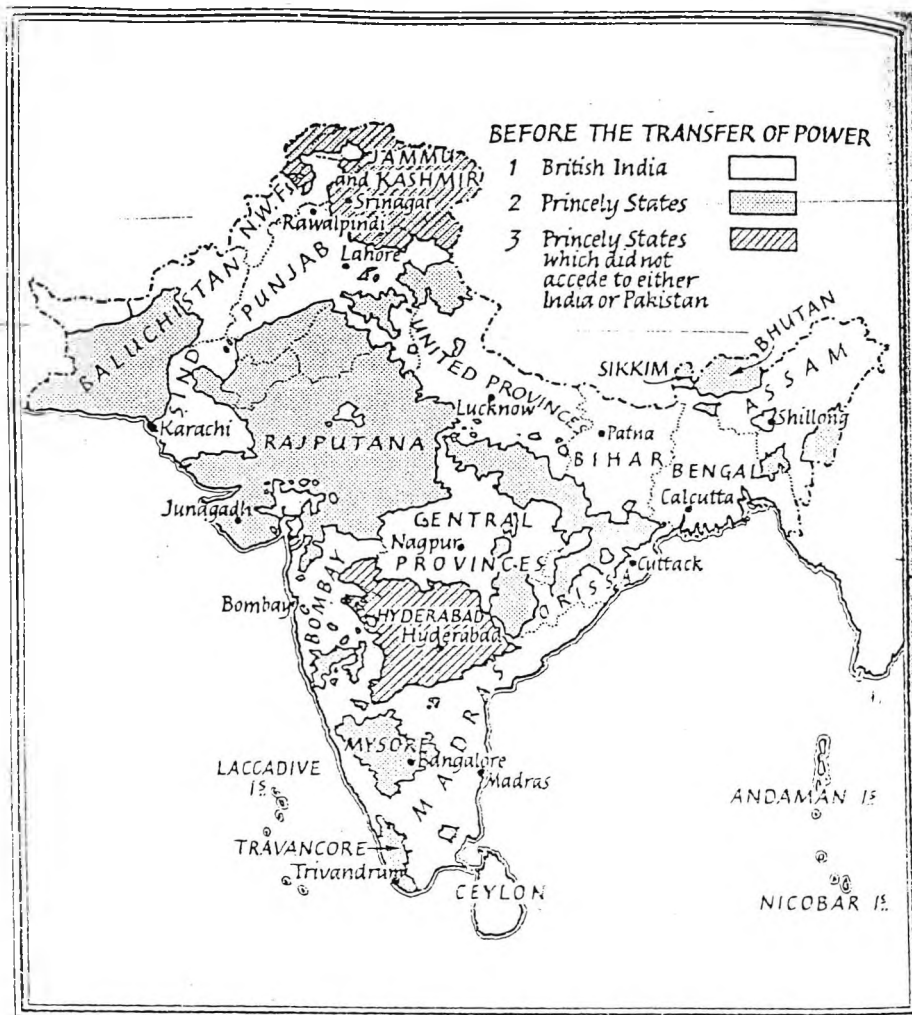 BEFORE THE TRANSFER OF POWER
1 British India
2 Princely States
3 Princely States
which did not
accede to either
India or Pakistan
JAMMU
and KASHMIR
Srinagar
N.W.F.
Rawalpindi
Lahore
PUNJAB
BALUCHISTAN
SIND
Karachi
UNITED PROVINCES
Lucknow
SIKKIM
BHUTAN
ASSAM
Shillong
Patna
BIHAR
RAJPUTANA
BENGAL
Calcutta
Junagadh
CENTRAL
Nagpur
PROVINCES
Cuttack
ORISSA
Bombay
BOMBAY
HYDERABAD
Hyderabad
MYSORE
Bangalore
MADRAS
Madras
LACCADIVE
Is.
ANDAMAN Is.
TRAVANCORE
Trivandrum
CEYLON
NICOBAR Is.